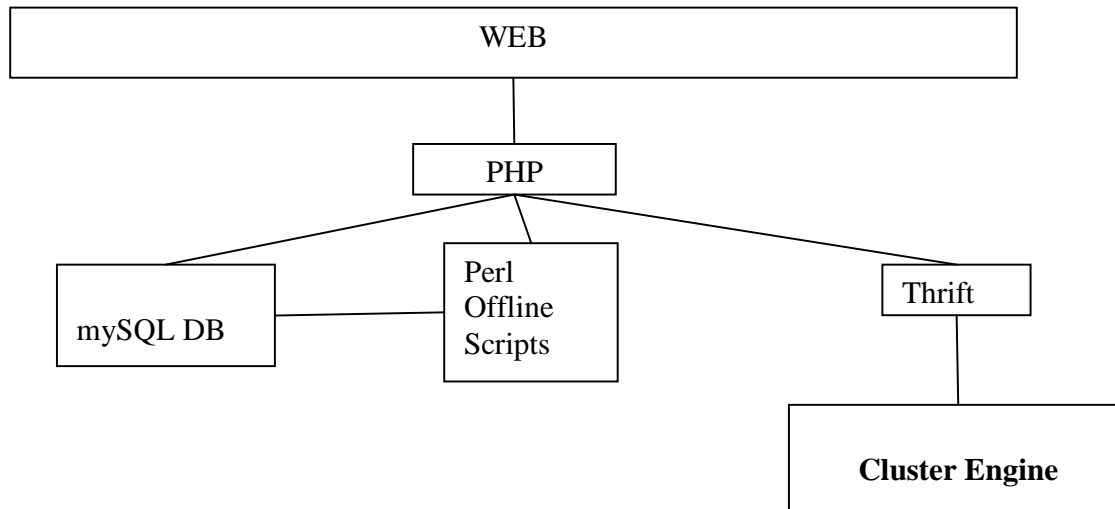 WEB
PHP
Perl
Offline
Scripts
mySQL DB
Thrift
Cluster Engine